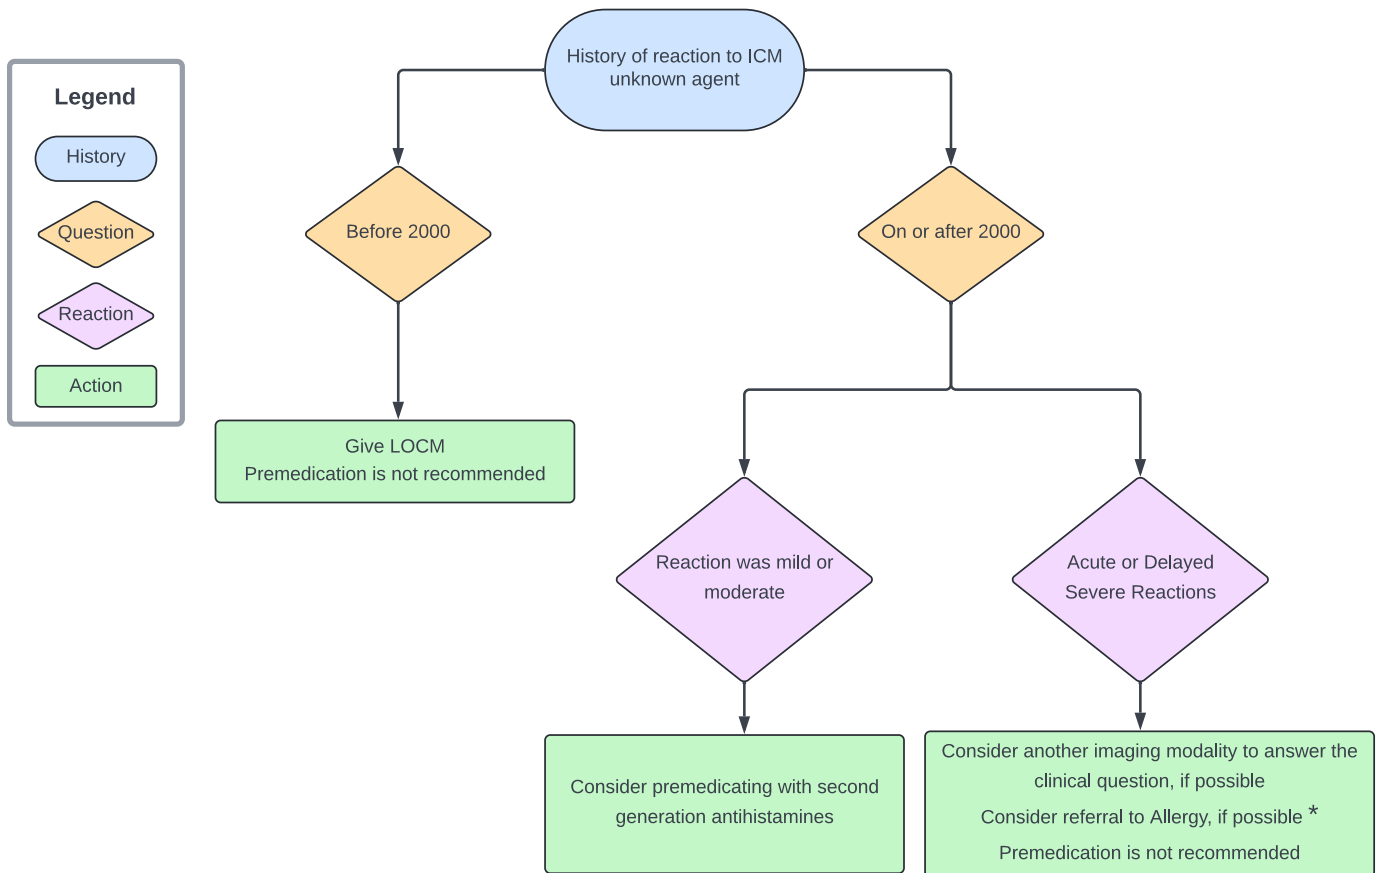 Legend
History
Question
Reaction
Action
History of reaction to ICM
unknown agent
Before 2000
On or after 2000
Give LOCM
Premedication is not recommended
Reaction was mild or
moderate
Acute or Delayed
Severe Reactions
Consider premedicating with second
generation antihistamines
Consider another imaging modality to answer the
clinical question, if possible
Consider referral to Allergy, if possible *
Premedication is not recommended